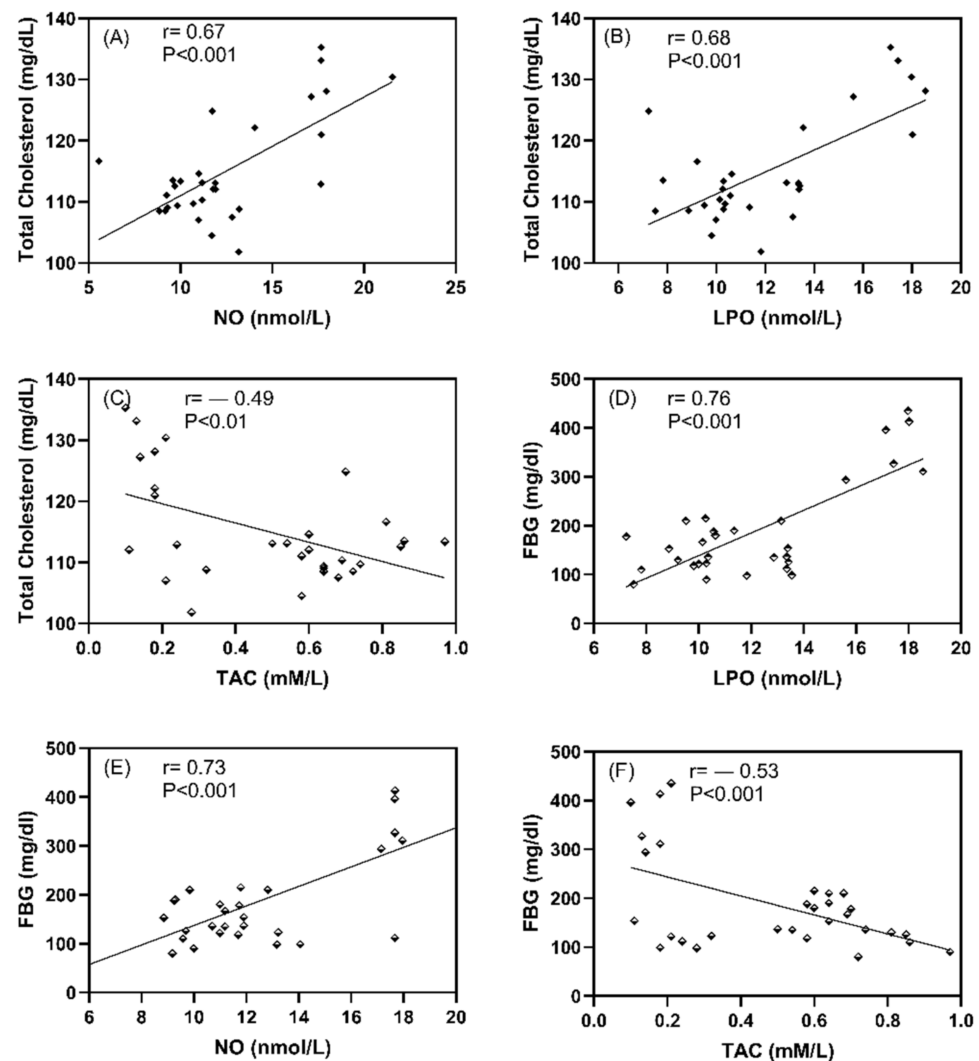 (A)
r= 0.67
P<0.001
Total Cholesterol (mg/dL)
140
130
120
110
100
5
10
15
20
25
NO (nmol/L)
(B)
r= 0.68
P<0.001
Total Cholesterol (mg/dL)
140
130
120
110
100
6
8
10
12
14
16
18
20
LPO (nmol/L)
(C)
r= — 0.49
P<0.01
Total Cholesterol (mg/dL)
140
130
120
110
100
0.0
0.2
0.4
0.6
0.8
1.0
TAC (mM/L)
(D)
r= 0.76
P<0.001
FBG (mg/dl)
500
400
300
200
100
0
6
8
10
12
14
16
18
20
LPO (nmol/L)
(E)
r= 0.73
P<0.001
FBG (mg/dl)
500
400
300
200
100
0
6
8
10
12
14
16
18
20
NO (nmol/L)
(F)
r= — 0.53
P<0.001
FBG (mg/dl)
500
400
300
200
100
0
0.0
0.2
0.4
0.6
0.8
1.0
TAC (mM/L)